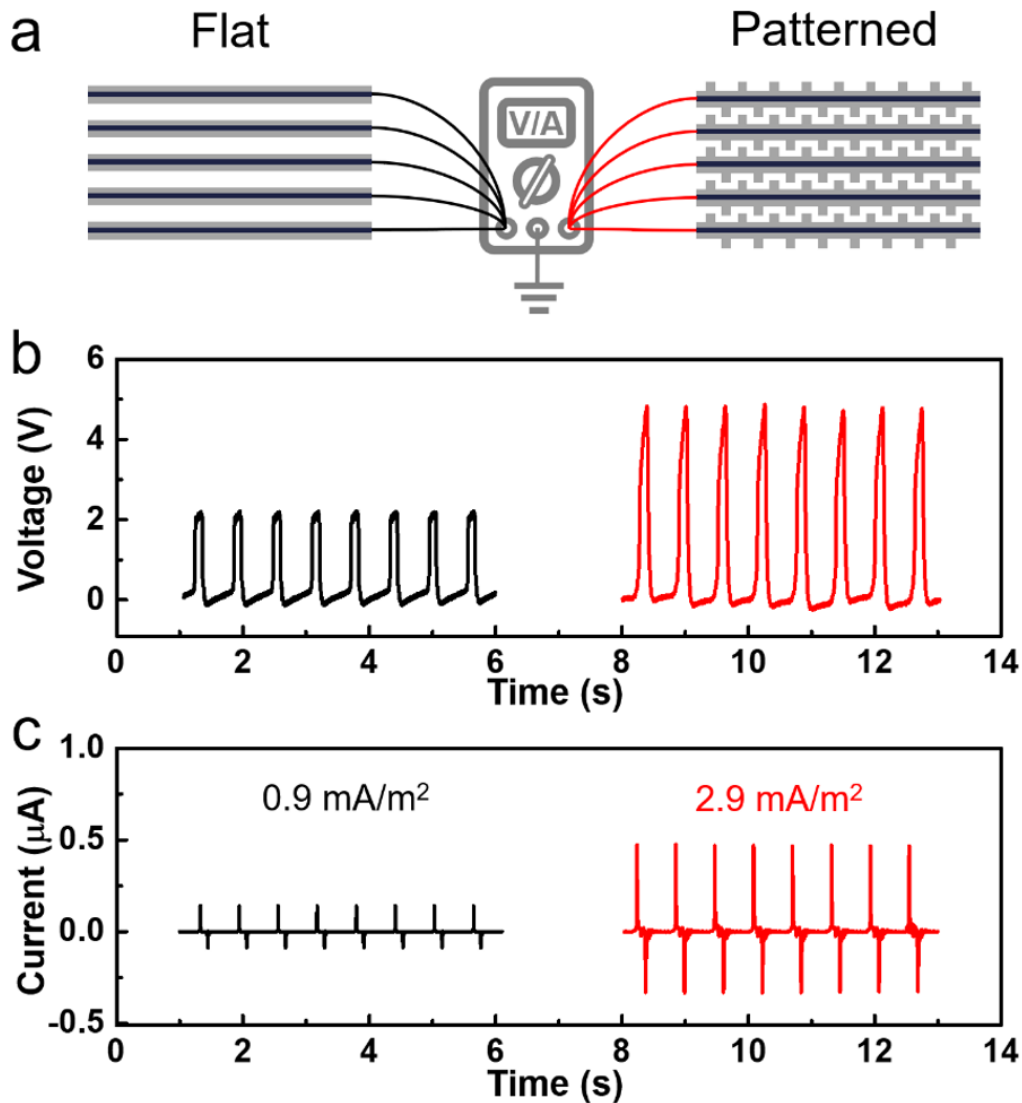 a
Flat
Patterned
V/A
b
Voltage (V)
6
4
2
0
0 2 4 6 8 10 12 14
Time (s)
c
Current (μA)
1.0
0.5
0.0
-0.5
0.9 mA/m²
2.9 mA/m²
0 2 4 6 8 10 12 14
Time (s)